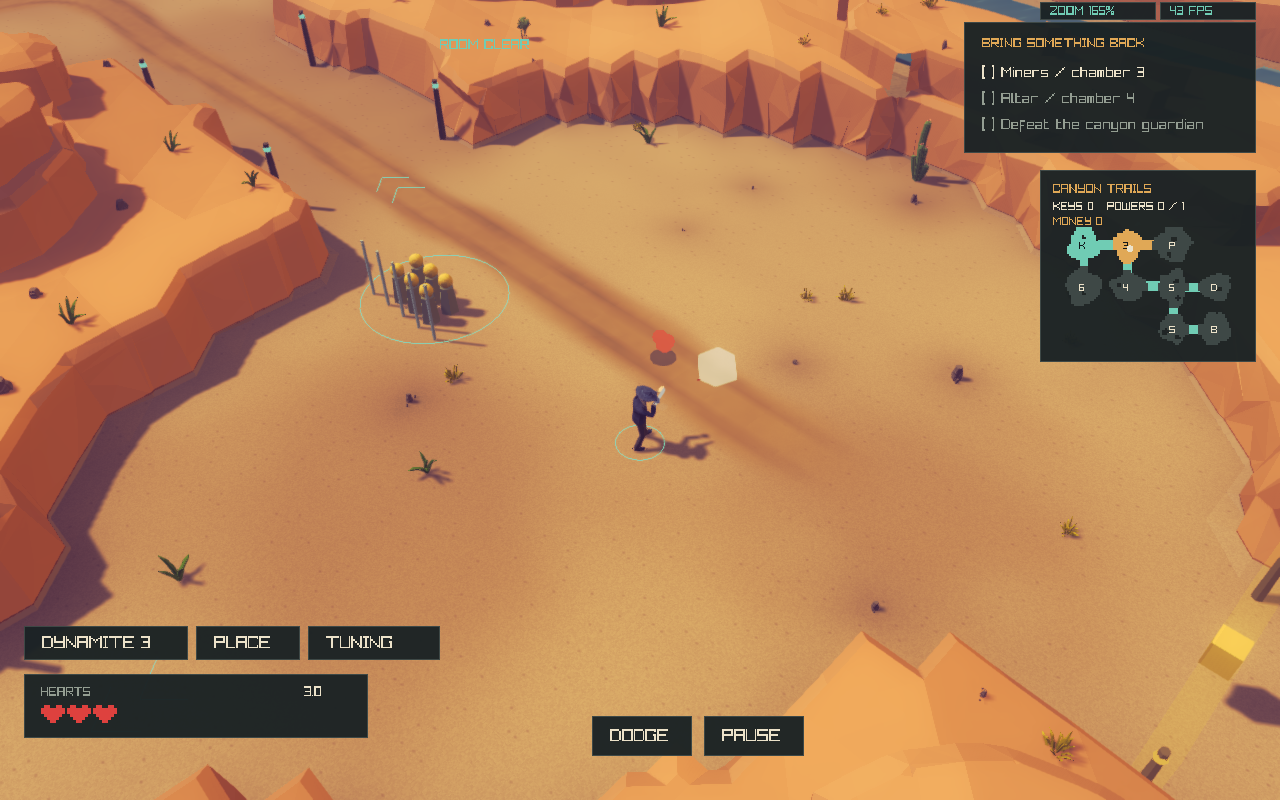 ZOOM 165%
43 FPS
ROOM CLEAR
BRING SOMETHING BACK
[ ] Miners / chamber 3
[ ] Altar / chamber 4
[ ] Defeat the canyon guardian
CANYON TRAILS
KEYS 0 POWERS 0 / 1
MONEY 0
K 3 P
6 4 S O
S B
DYNAMITE 3
PLACE
TUNING
HEARTS
3.0
DODGE
PAUSE